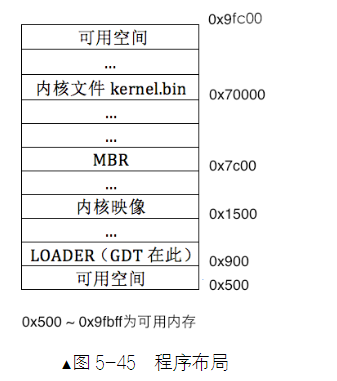 0x9fc00
可用空间
...
内核文件 kernel.bin
0x70000
...
...
MBR
0x7c00
...
内核映像
0x1500
...
LOADER（GDT 在此）
0x900
可用空间
0x500
0x500 ~ 0x9fbff为可用内存
▲图 5-45 程序布局